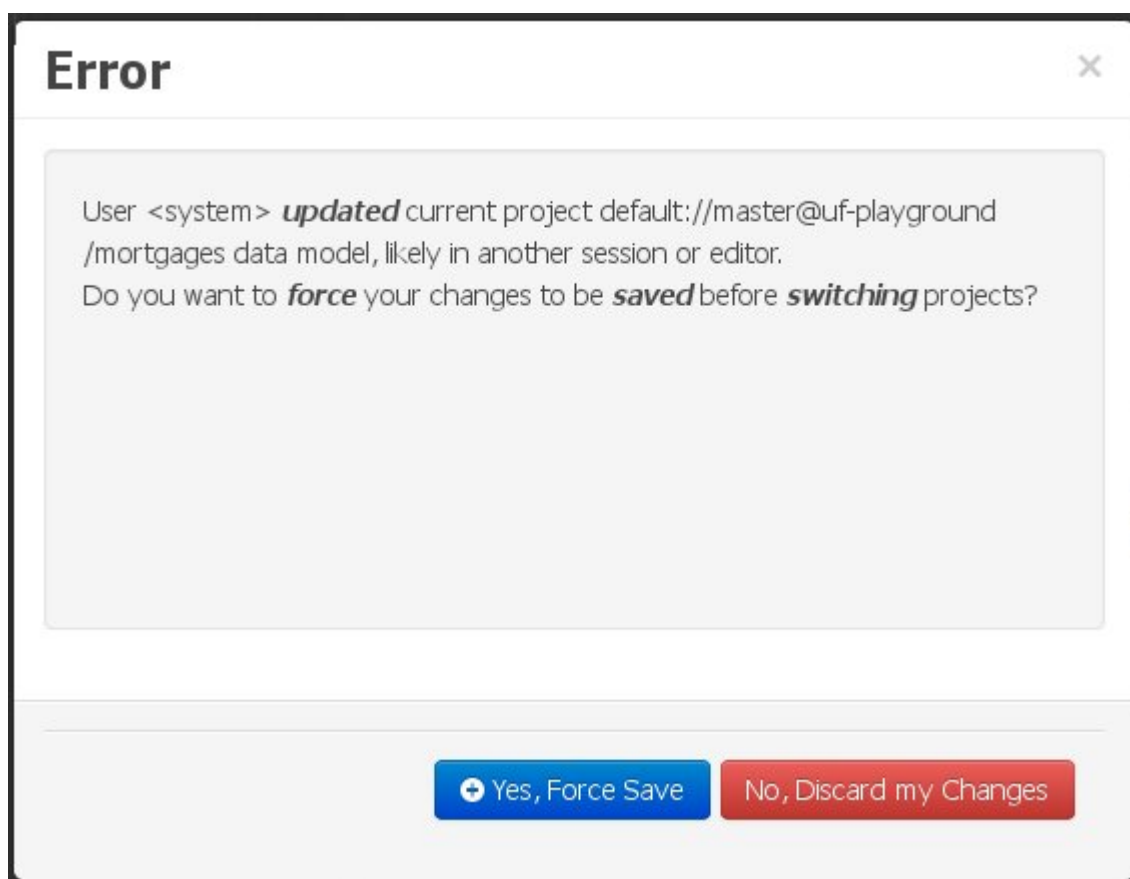 Error
×
User <system> updated current project default://master@uf-playground
/mortgages data model, likely in another session or editor.
Do you want to force your changes to be saved before switching projects?
Yes, Force Save
No, Discard my Changes